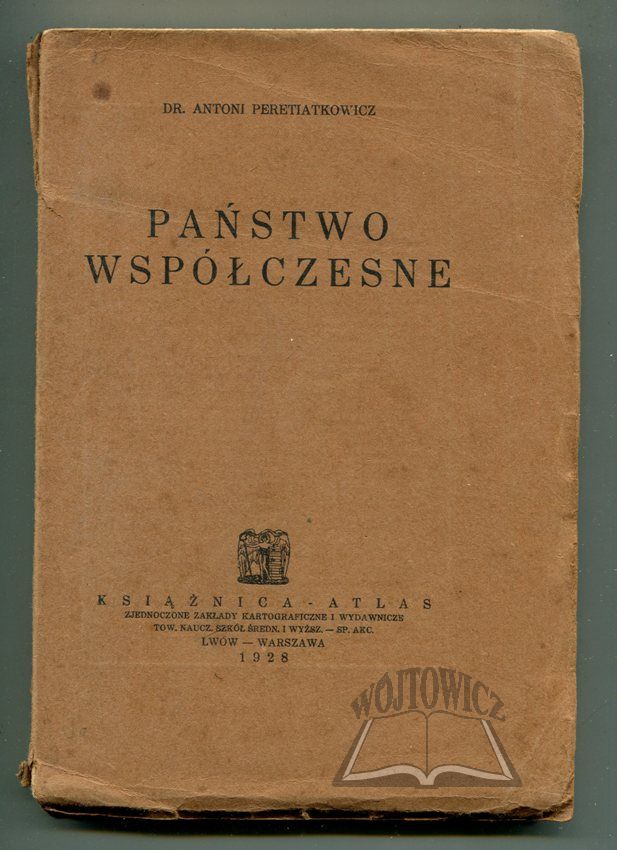 DR. ANTONI PERETIATKOWICZ
PAŃSTWO
WSPÓŁCZESNE
KSIĄŻNICA - ATLAS
ZJEDNOCZONE ZAKŁADY KARTOGRAFICZNE I WYDAWNICZE
TOW. NAUCZ. SZKÓŁ ŚREDN. I WYŻSZ. — SP. AKC.
LWÓW — WARSZAWA
1928
WÓJTOWICZ